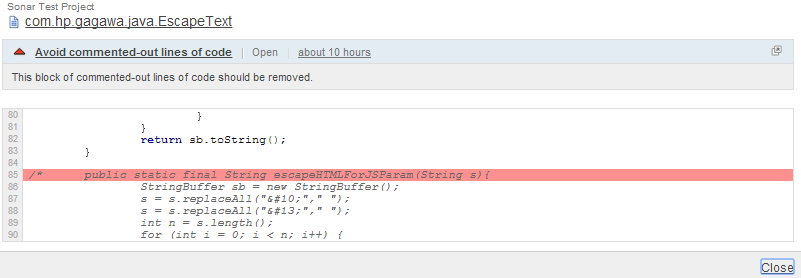 Sonar Test Project
com.hp.gagawa.java.EscapeText
Avoid commented-out lines of code | Open | about 10 hours
This block of commented-out lines of code should be removed.
80 }
81 }
82 return sb.toString();
83 }
84
85 /* public static final String escapeHTMLForJSParam(String s){
86 StringBuffer sb = new StringBuffer();
87 s = s.replaceAll("&#10;"," ");
88 s = s.replaceAll("&#13;"," ");
89 int n = s.length();
90 for (int i = 0; i < n; i++) {
Close